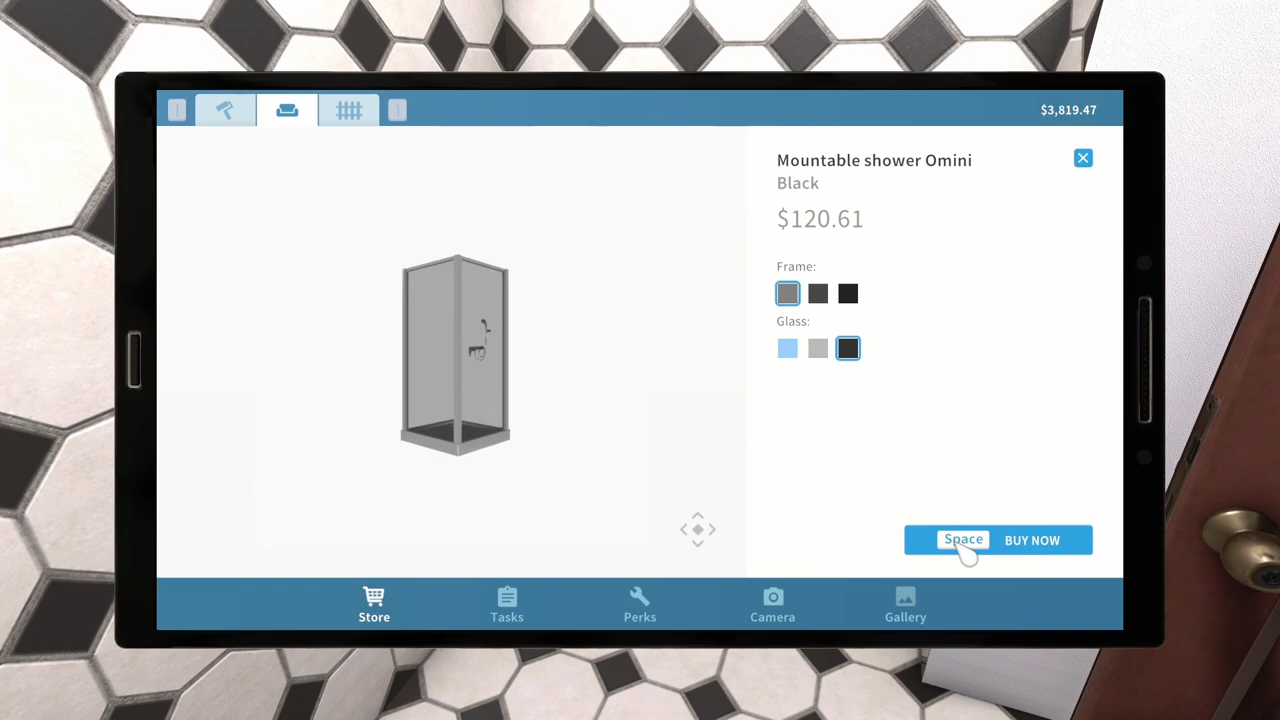 $3,819.47
Mountable shower Omini
Black
$120.61
Frame:
Glass:
Space BUY NOW
Store Tasks Perks Camera Gallery